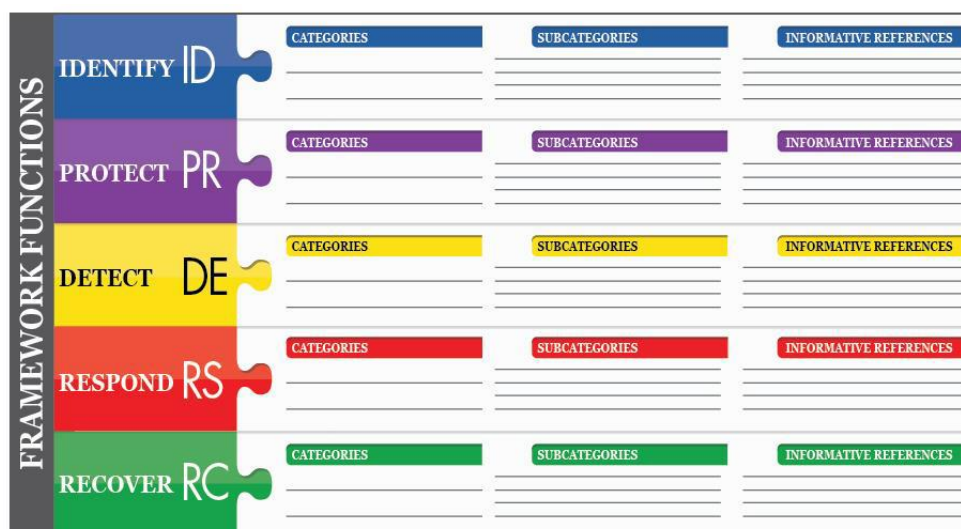 FRAMEWORK FUNCTIONS
IDENTIFY ID
CATEGORIES SUBCATEGORIES INFORMATIVE REFERENCES
PROTECT PR
CATEGORIES SUBCATEGORIES INFORMATIVE REFERENCES
DETECT DE
CATEGORIES SUBCATEGORIES INFORMATIVE REFERENCES
RESPOND RS
CATEGORIES SUBCATEGORIES INFORMATIVE REFERENCES
RECOVER RC
CATEGORIES SUBCATEGORIES INFORMATIVE REFERENCES